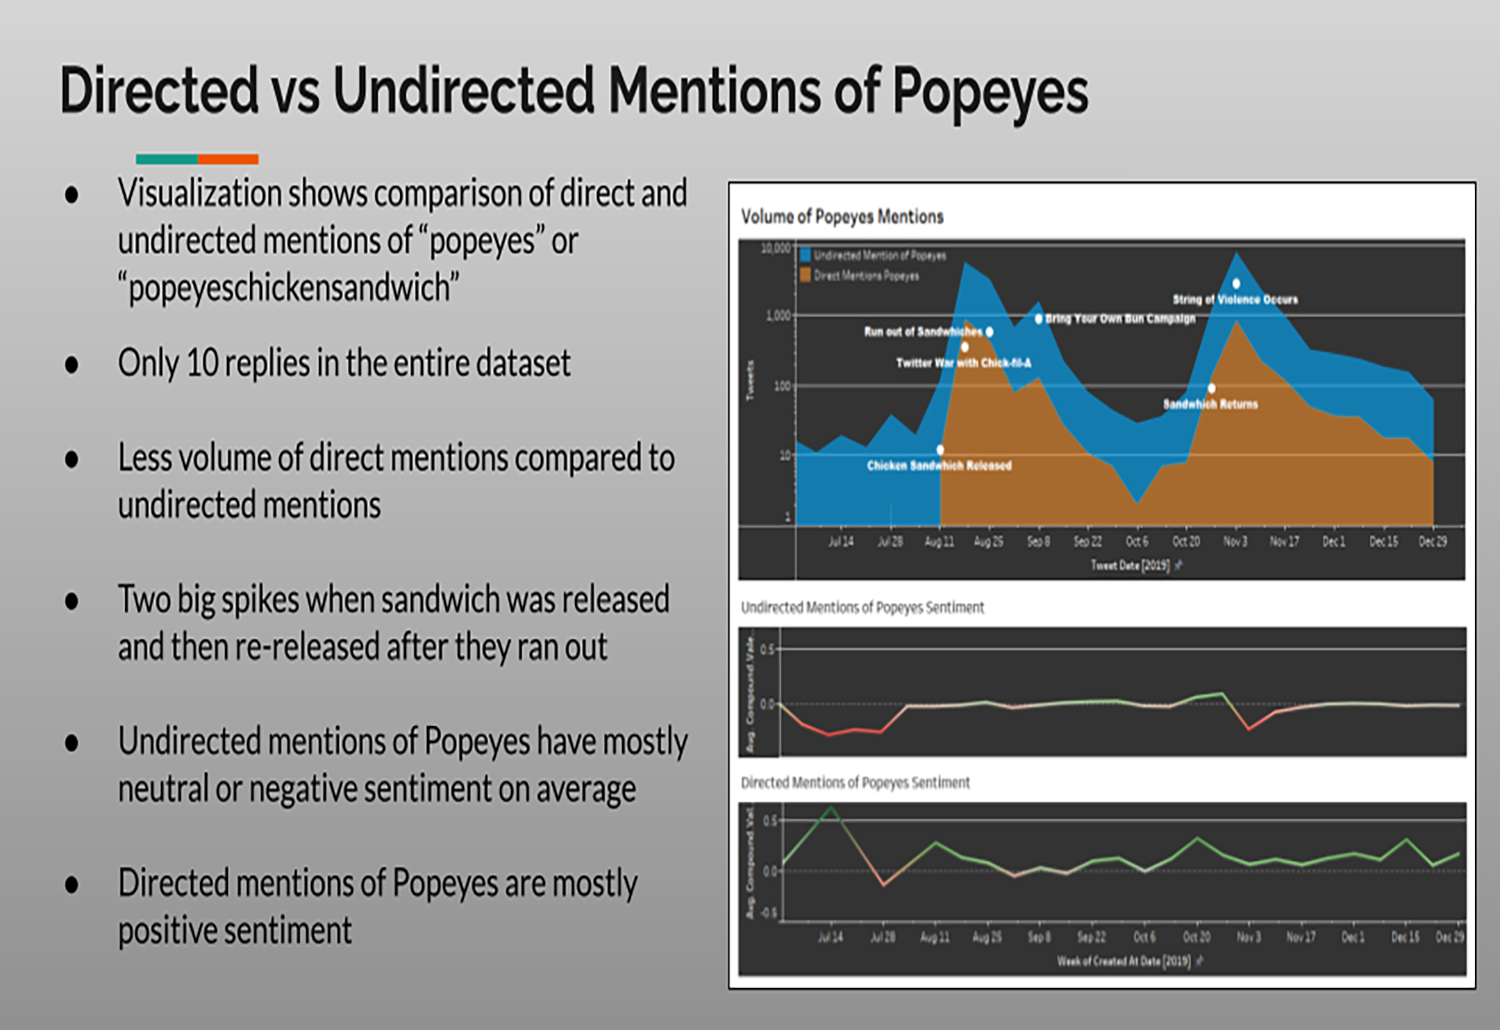 Directed vs Undirected Mentions of Popeyes
● Visualization shows comparison of direct and
undirected mentions of “popeyes” or
“popeyeschickensandwich”
● Only 10 replies in the entire dataset
● Less volume of direct mentions compared to
undirected mentions
● Two big spikes when sandwich was released
and then re-released after they ran out
● Undirected mentions of Popeyes have mostly
neutral or negative sentiment on average
● Directed mentions of Popeyes are mostly
positive sentiment
Volume of Popeyes Mentions
10,000
Undirected Mention of Popeyes
Direct Mentions Popeyes
String of Violence Occurs
1,000
Bring Your Own Bun Campaign
Run out of Sandwhiches
Twitter War with Chick-fil-A
Tweets
100
Sandwhich Returns
10
Chicken Sandwhich Released
1
Jul 14 Jul 28 Aug 11 Aug 25 Sep 8 Sep 22 Oct 6 Oct 20 Nov 3 Nov 17 Dec 1 Dec 15 Dec 29
Tweet Date [2019]
Undirected Mentions of Popeyes Sentiment
Avg. Compound Vale..
0.5
0.0
Directed Mentions of Popeyes Sentiment
Avg. Compound Val..
0.5
0.0
-0.5
Jul 14 Jul 28 Aug 11 Aug 25 Sep 8 Sep 22 Oct 6 Oct 20 Nov 3 Nov 17 Dec 1 Dec 15 Dec 29
Week of Created At Date [2019]